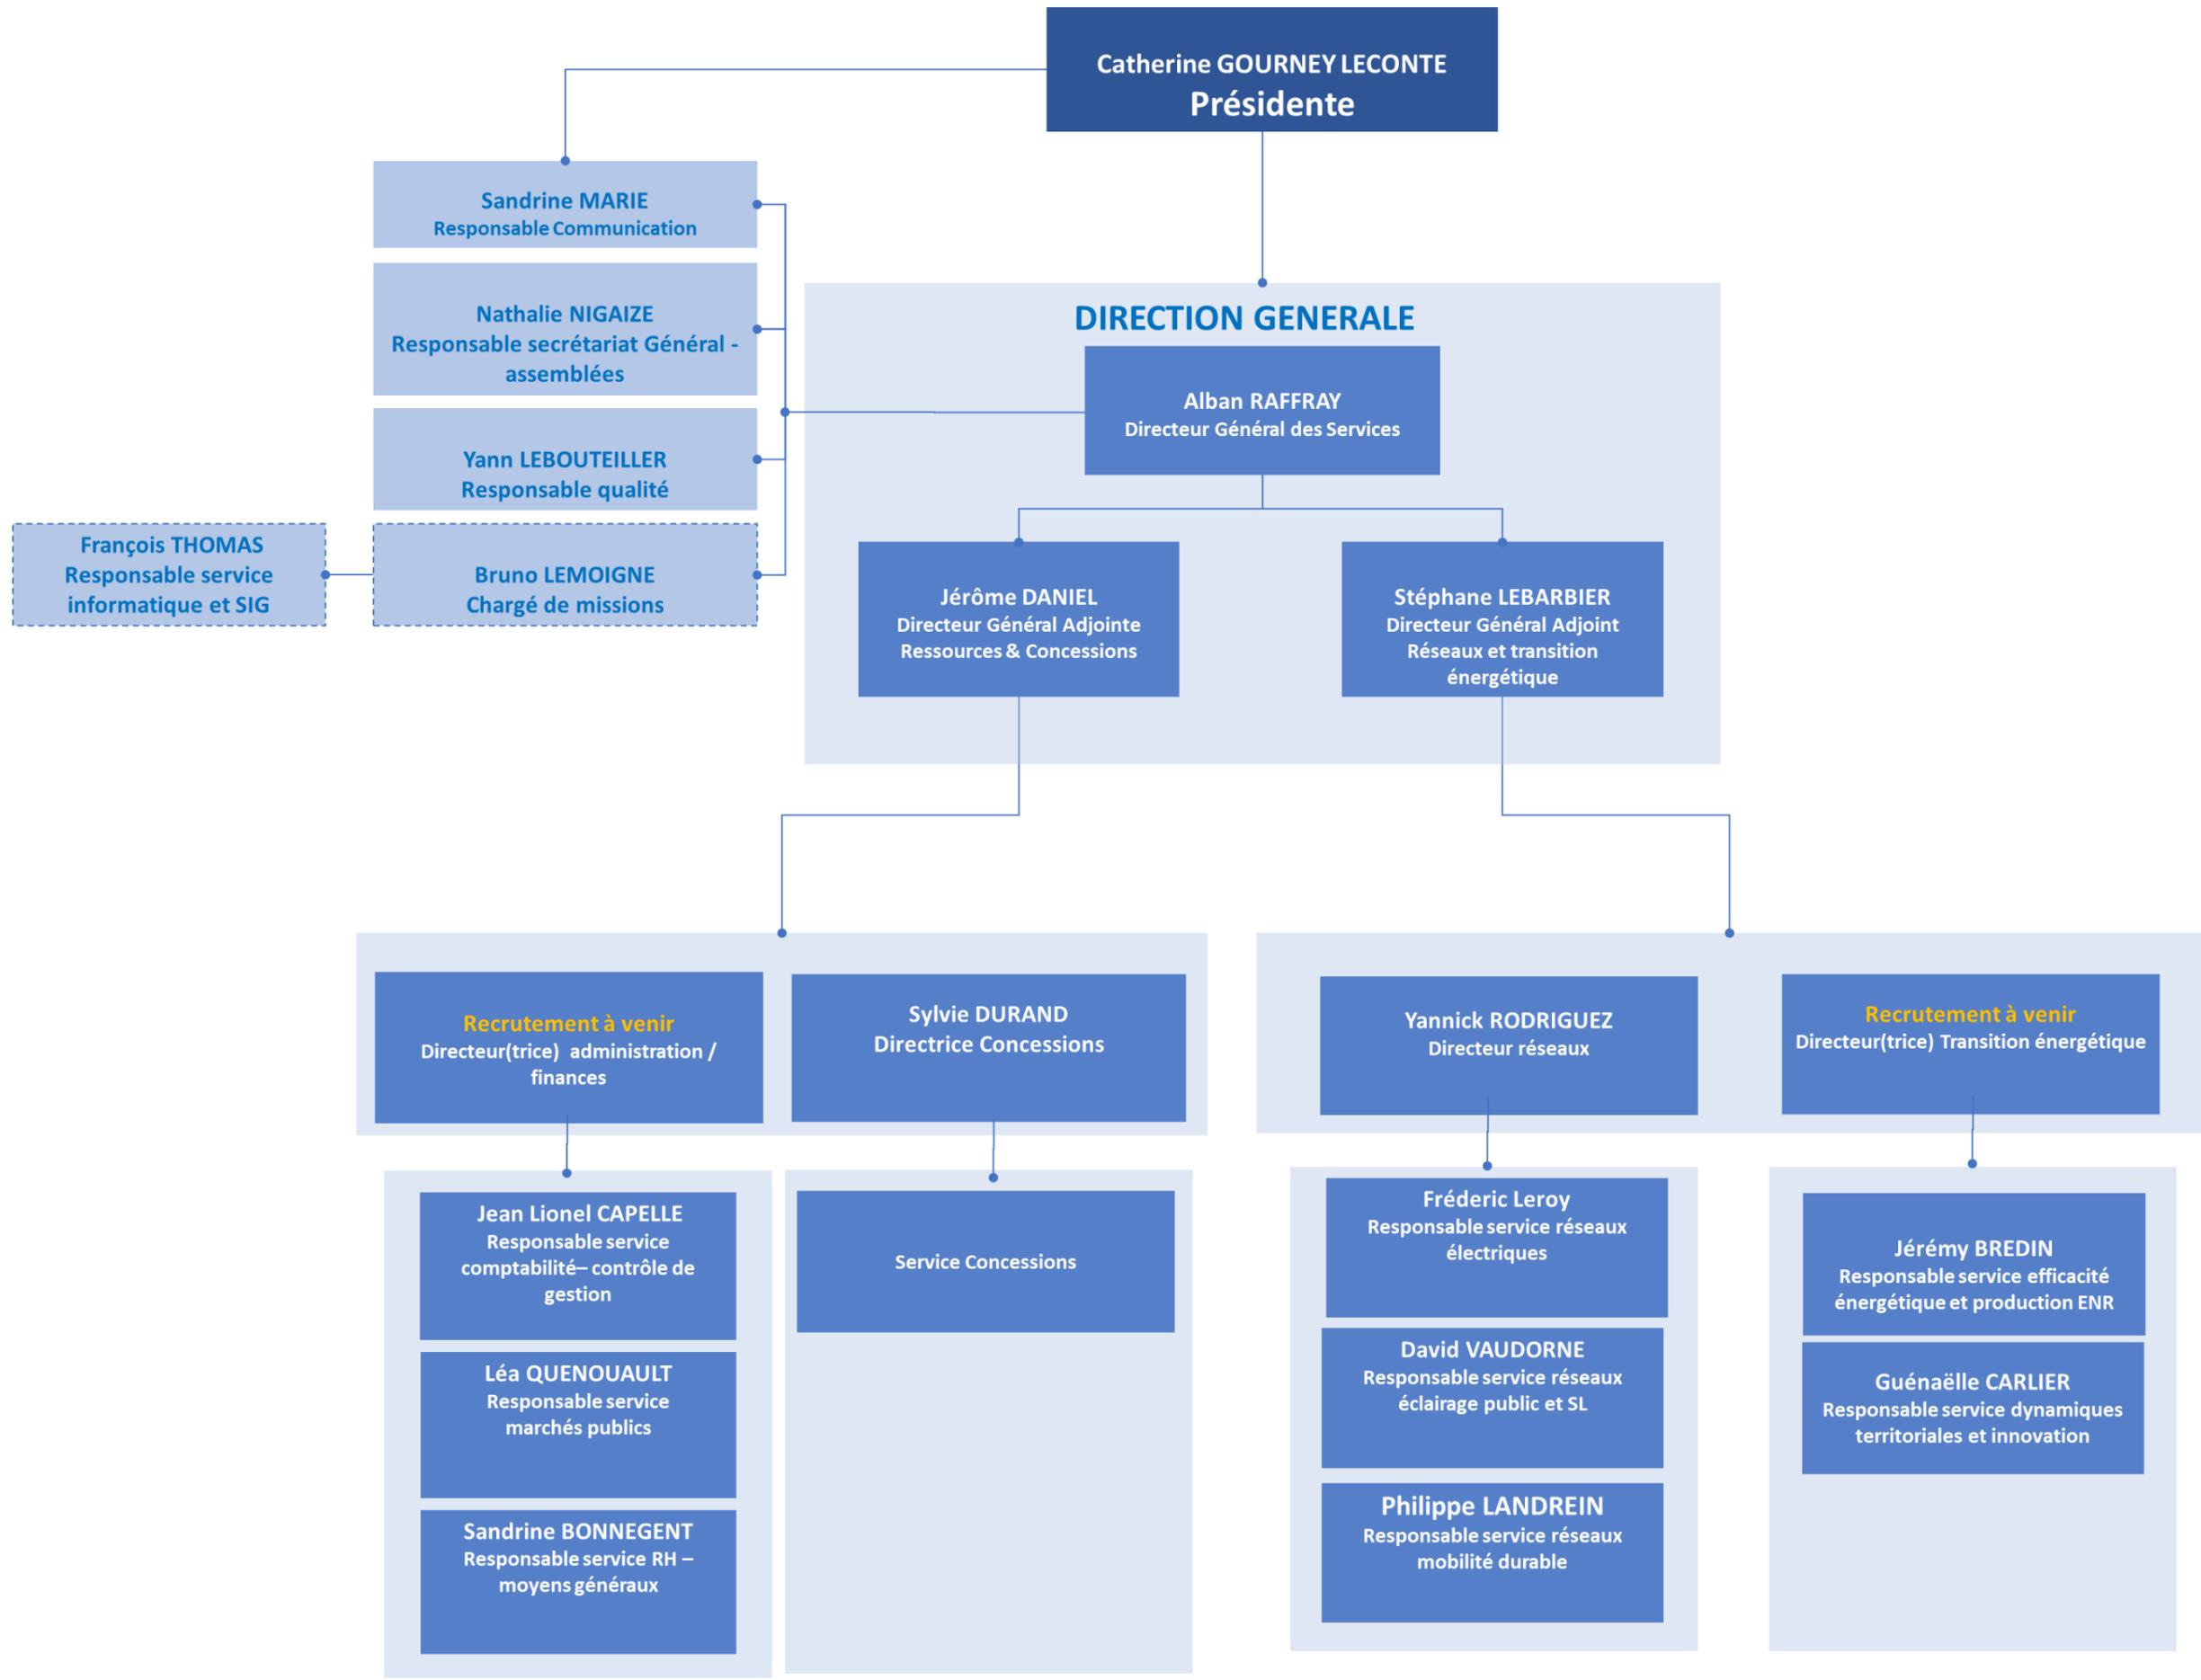 Catherine GOURNEY LECONTE
Présidente
Sandrine MARIE
Responsable Communication
Nathalie NIGAIZE
Responsable secrétariat Général -
assemblées
Yann LEBOUTEILLER
Responsable qualité
François THOMAS
Responsable service
informatique et SIG
Bruno LEMOIGNE
Chargé de missions
DIRECTION GENERALE
Alban RAFFRAY
Directeur Général des Services
Jérôme DANIEL
Directeur Général Adjointe
Ressources & Concessions
Stéphane LEBARBIER
Directeur Général Adjoint
Réseaux et transition
énergétique
Recrutement à venir
Directeur(trice) administration /
finances
Sylvie DURAND
Directrice Concessions
Yannick RODRIGUEZ
Directeur réseaux
Recrutement à venir
Directeur(trice) Transition énergétique
Jean Lionel CAPELLE
Responsable service
comptabilité– contrôle de
gestion
Léa QUENOUAULT
Responsable service
marchés publics
Sandrine BONNEGENT
Responsable service RH –
moyens généraux
Service Concessions
Fréderic Leroy
Responsable service réseaux
électriques
David VAUDORNE
Responsable service réseaux
éclairage public et SL
Philippe LANDREIN
Responsable service réseaux
mobilité durable
Jérémy BREDIN
Responsable service efficacité
énergétique et production ENR
Guénaëlle CARLIER
Responsable service dynamiques
territoriales et innovation